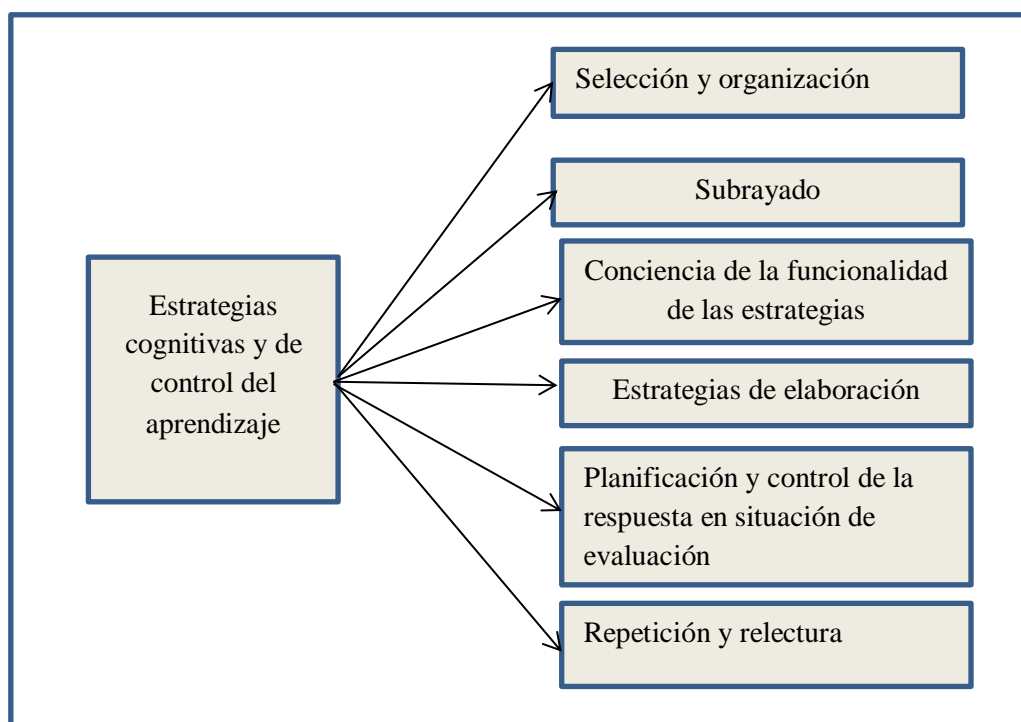 Estrategias
cognitivas y de
control del
aprendizaje
Selección y organización
Subrayado
Conciencia de la funcionalidad
de las estrategias
Estrategias de elaboración
Planificación y control de la
respuesta en situación de
evaluación
Repetición y relectura